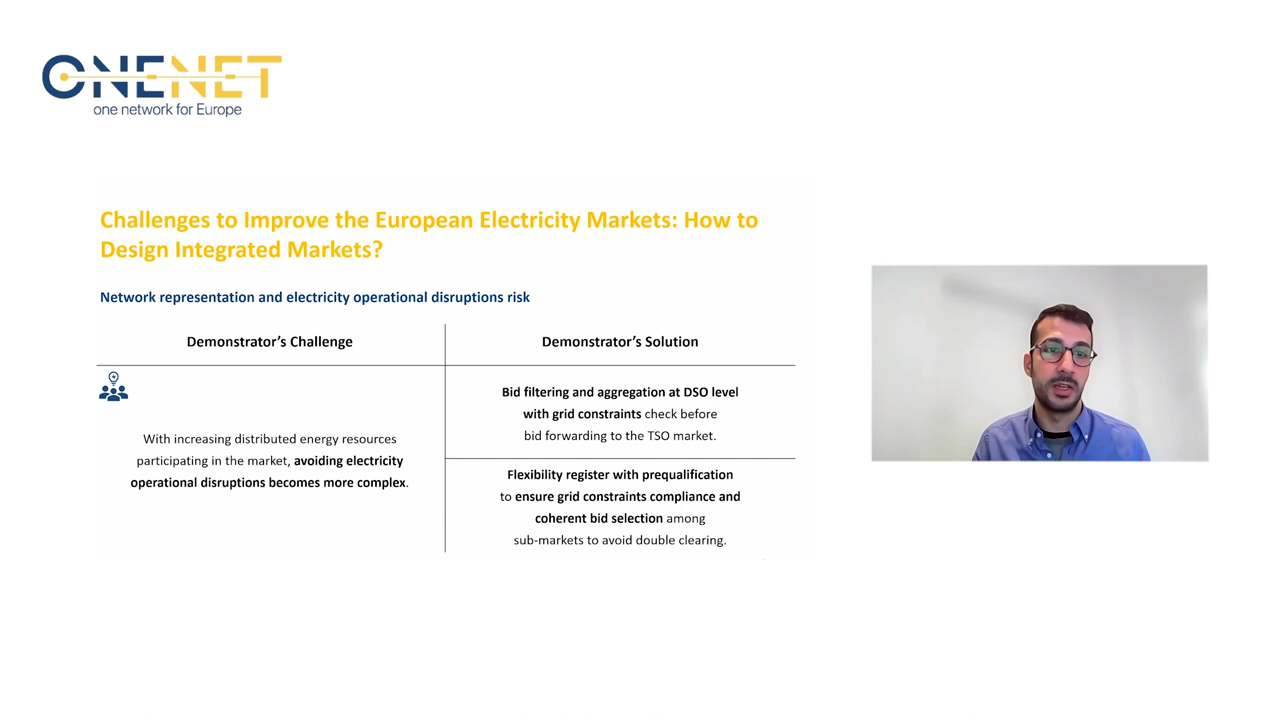 ONENET
one network for Europe
Challenges to Improve the European Electricity Markets: How to
Design Integrated Markets?
Network representation and electricity operational disruptions risk
Demonstrator's Challenge
Demonstrator's Solution
With increasing distributed energy resources
participating in the market, avoiding electricity
operational disruptions becomes more complex.
Bid filtering and aggregation at DSO level
with grid constraints check before
bid forwarding to the TSO market.
Flexibility register with prequalification
to ensure grid constraints compliance and
coherent bid selection among
sub-markets to avoid double clearing.